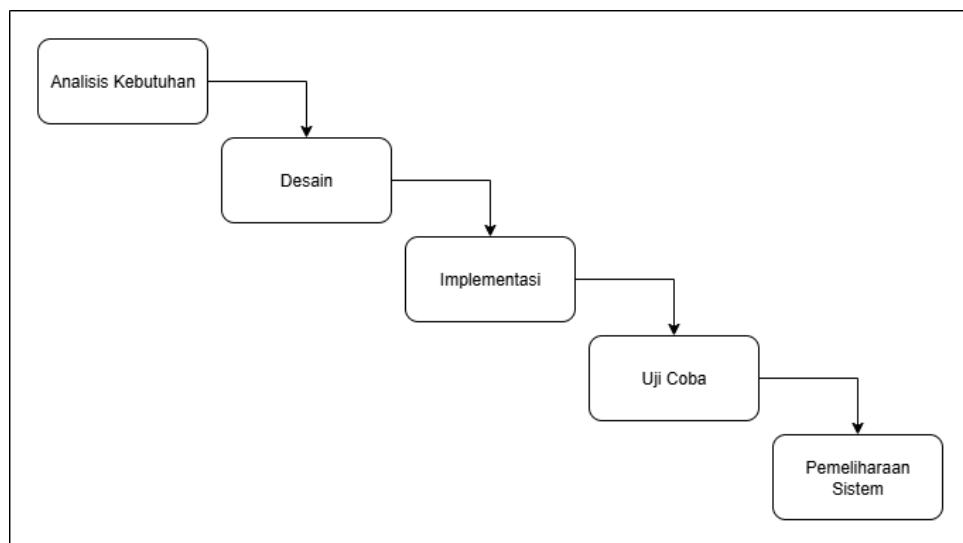 Analisis Kebutuhan
Desain
Implementasi
Uji Coba
Pemeliharaan
Sistem